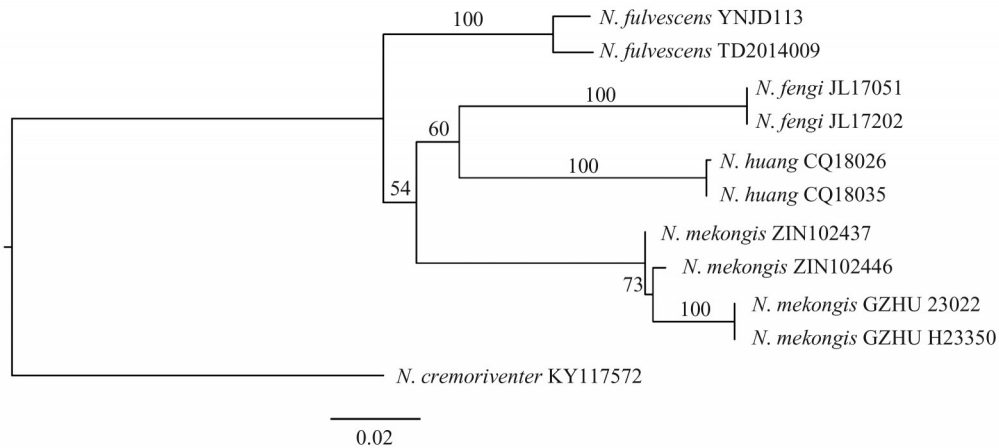 100
N. fulvescens YNJD113
N. fulvescens TD2014009
N. fengi JL17051
100
N. fengi JL17202
60
N. huang CQ18026
100
N. huang CQ18035
54
N. mekongis ZIN102437
N. mekongis ZIN102446
73
N. mekongis GZHU 23022
100
N. mekongis GZHU H23350
N. cremoriventer KY117572
0.02